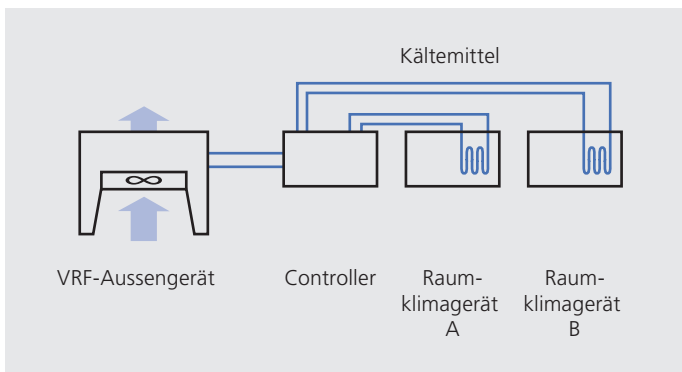 Kältemittel
VRF-Aussengerät
Controller
Raum-
klimagerät
A
Raum-
klimagerät
B